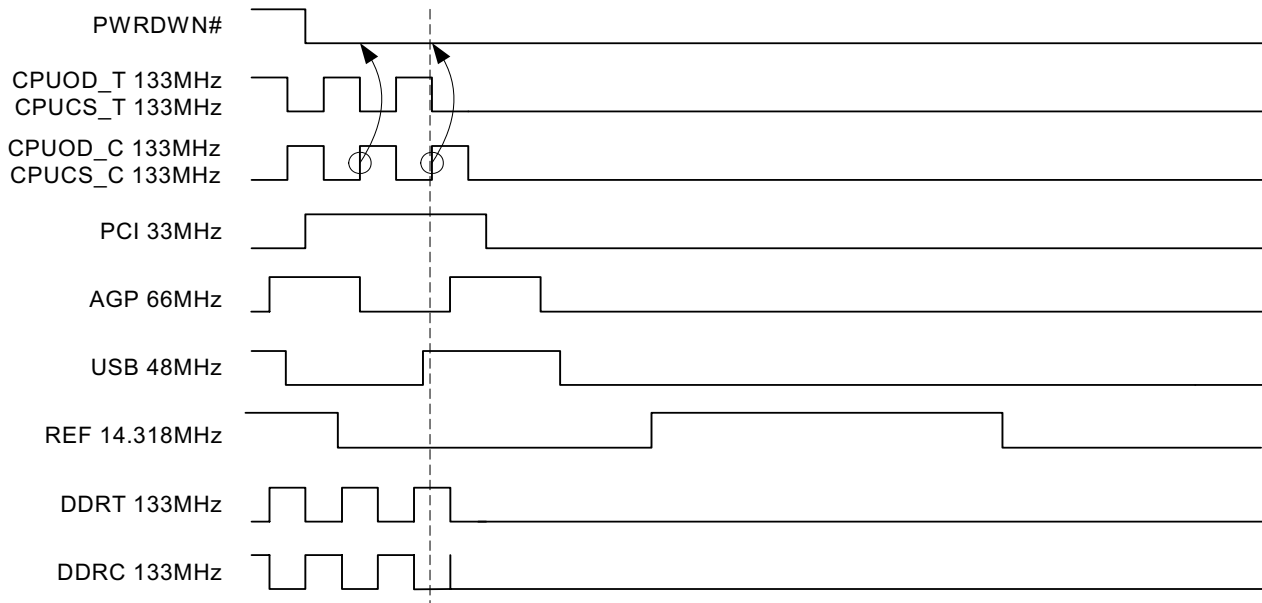 PWRDWN#
CPUOD_T 133MHz
CPUCS_T 133MHz
CPUOD_C 133MHz
CPUCS_C 133MHz
PCI 33MHz
AGP 66MHz
USB 48MHz
REF 14.318MHz
DDRT 133MHz
DDRC 133MHz